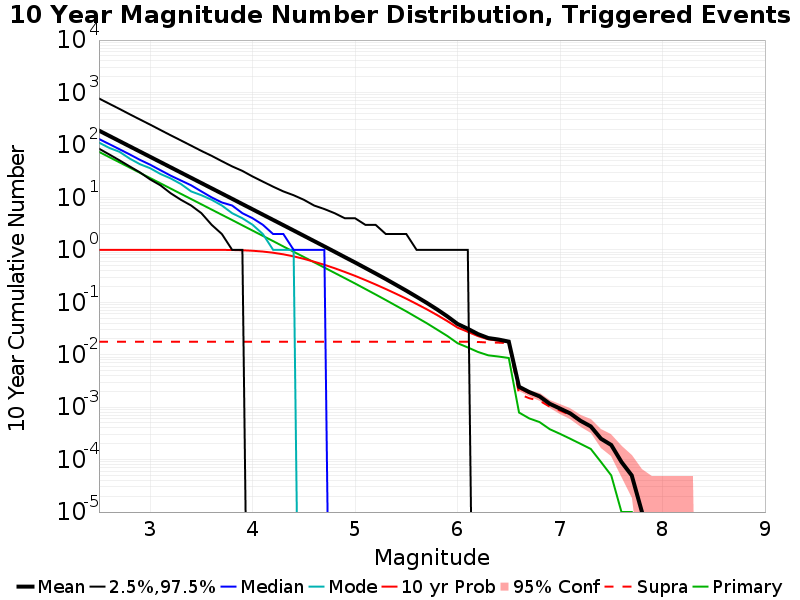 10 Year Magnitude Number Distribution, Triggered Events
10 Year Cumulative Number
10^4
10^3
10^2
10^1
10^0
10^-1
10^-2
10^-3
10^-4
10^-5
3 4 5 6 7 8 9
Magnitude
Mean 2.5%,97.5% Median Mode 10 yr Prob 95% Conf Supra Primary